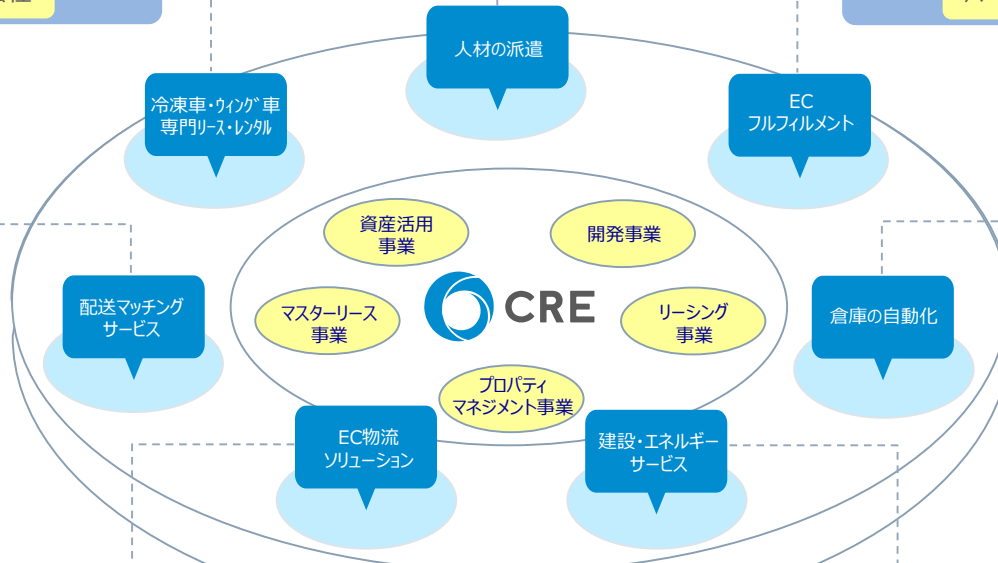 人材の派遣
冷凍車・ウィング車
専門リース・レンタル
EC
フルフィルメント
資産活用
事業
開発事業
配送マッチング
サービス
マスターリース
事業
CRE
リーシング
事業
倉庫の自動化
プロパティ
マネジメント事業
EC物流
ソリューション
建設・エネルギー
サービス